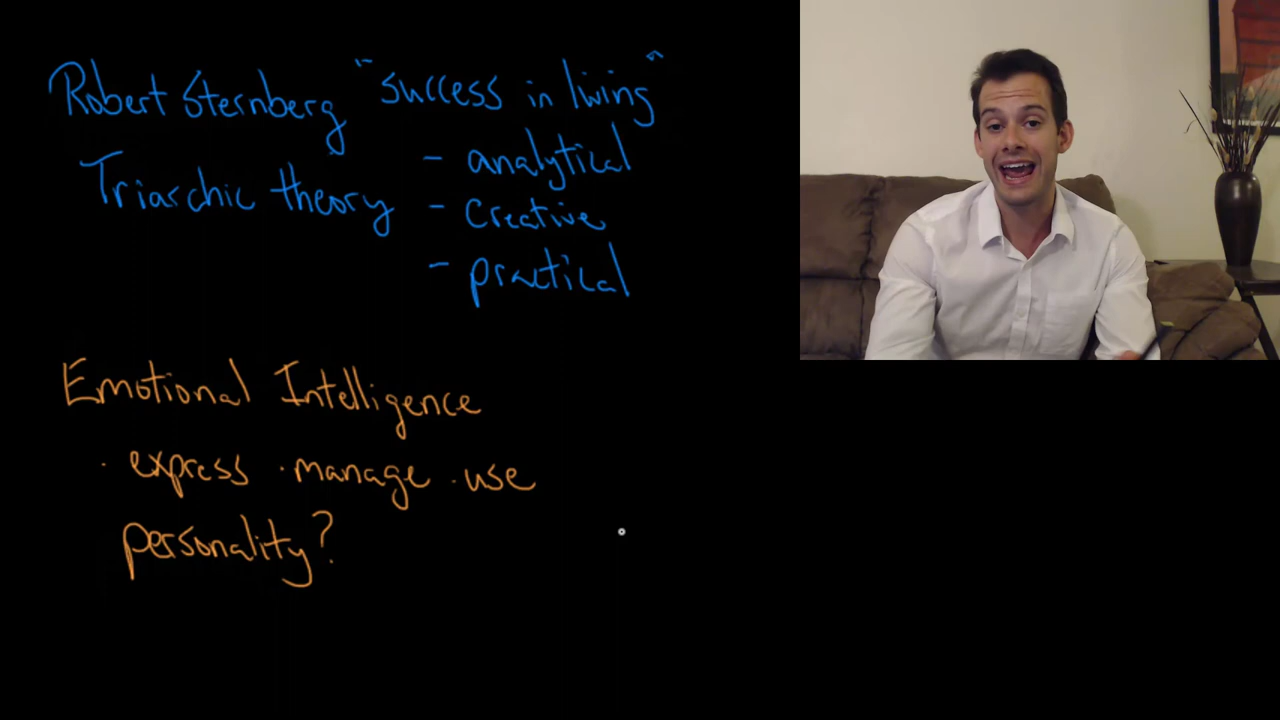 Robert Sternberg "success in living"
- analytical
Triarchic theory - Creative
- practical
Emotional Intelligence
· express · manage · use
personality?